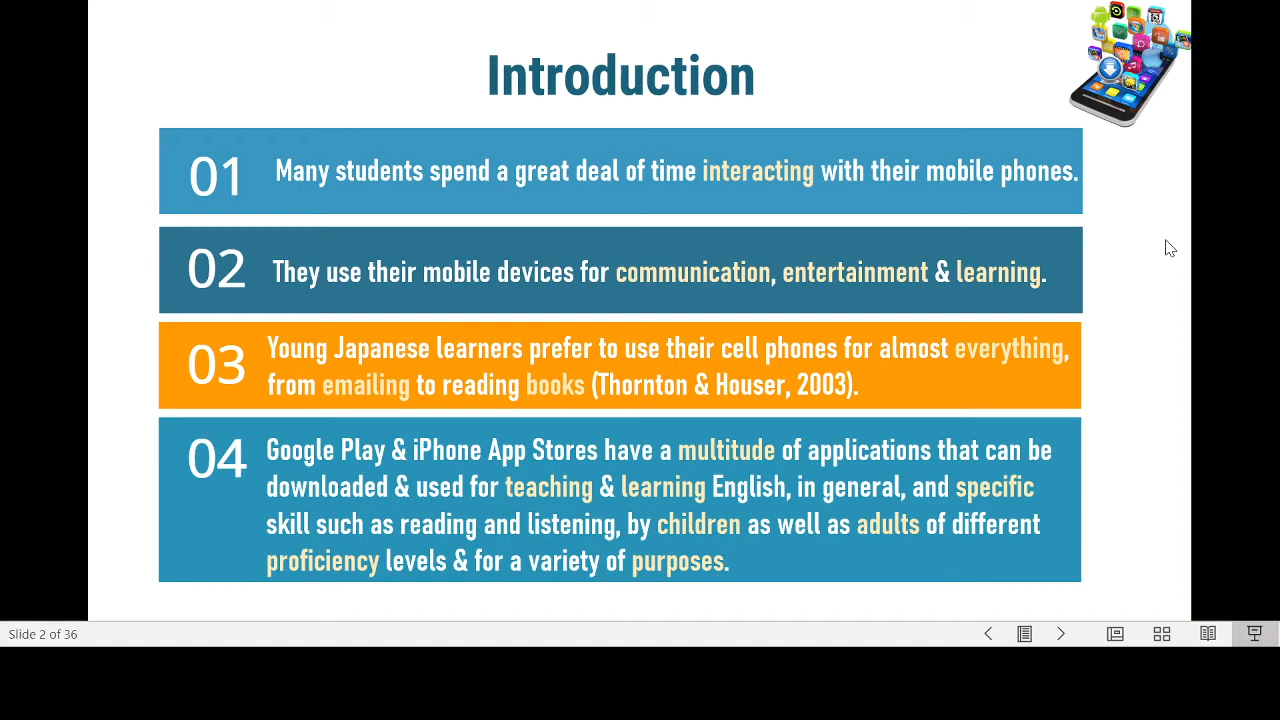 Introduction
01 Many students spend a great deal of time interacting with their mobile phones.
02 They use their mobile devices for communication, entertainment & learning.
03 Young Japanese learners prefer to use their cell phones for almost everything,
from emailing to reading books (Thornton & Houser, 2003).
04 Google Play & iPhone App Stores have a multitude of applications that can be
downloaded & used for teaching & learning English, in general, and specific
skill such as reading and listening, by children as well as adults of different
proficiency levels & for a variety of purposes.
Slide 2 of 36